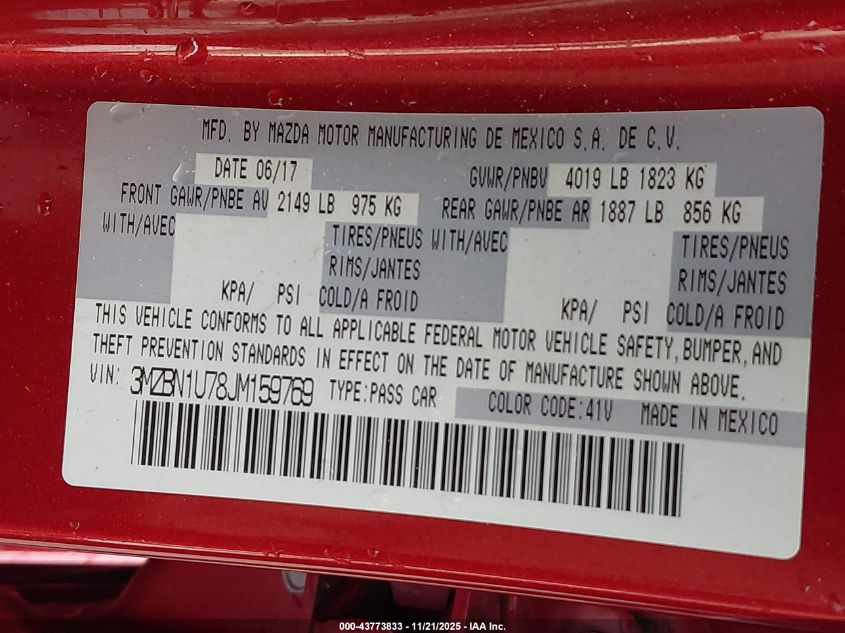 MFD. BY MAZDA MOTOR MANUFACTURING DE MEXICO S.A. DE C.V.
DATE 06/17 GVWR/PNBV 4019 LB 1823 KG
FRONT GAWR/PNBE AV 2149 LB 975 KG REAR GAWR/PNBE AR 1887 LB 856 KG
WITH/AVEC TIRES/PNEUS WITH/AVEC TIRES/PNEUS
RIMS/JANTES RIMS/JANTES
KPA/ PSI COLD/A FROID KPA/ PSI COLD/A FROID
THIS VEHICLE CONFORMS TO ALL APPLICABLE FEDERAL MOTOR VEHICLE SAFETY, BUMPER, AND
THEFT PREVENTION STANDARDS IN EFFECT ON THE DATE OF MANUFACTURE SHOWN ABOVE.
VIN: 3MZBN1U78JM159769 TYPE:PASS CAR COLOR CODE:41V MADE IN MEXICO
000-43773833 - 11/21/2025 - IAA Inc.